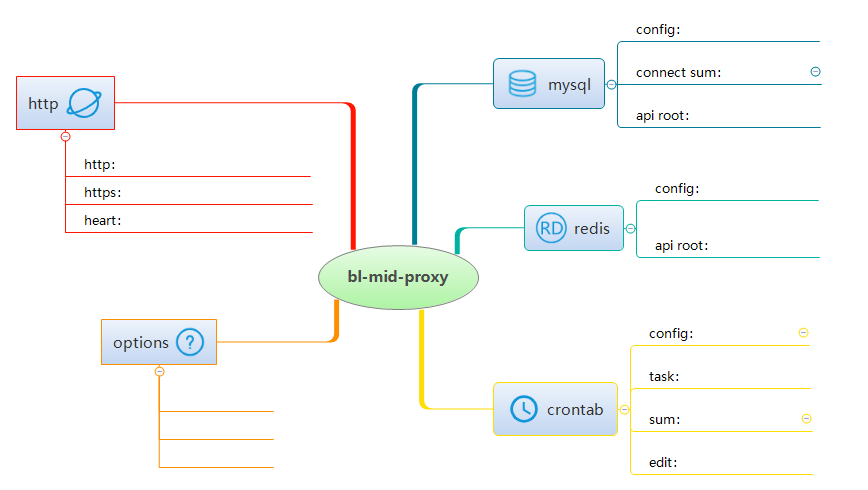 http
http:
https:
heart:
options
?
bl-mid-proxy
mysql
config:
connect sum:
api root:
RD
redis
config:
api root:
crontab
config:
task:
sum:
edit: